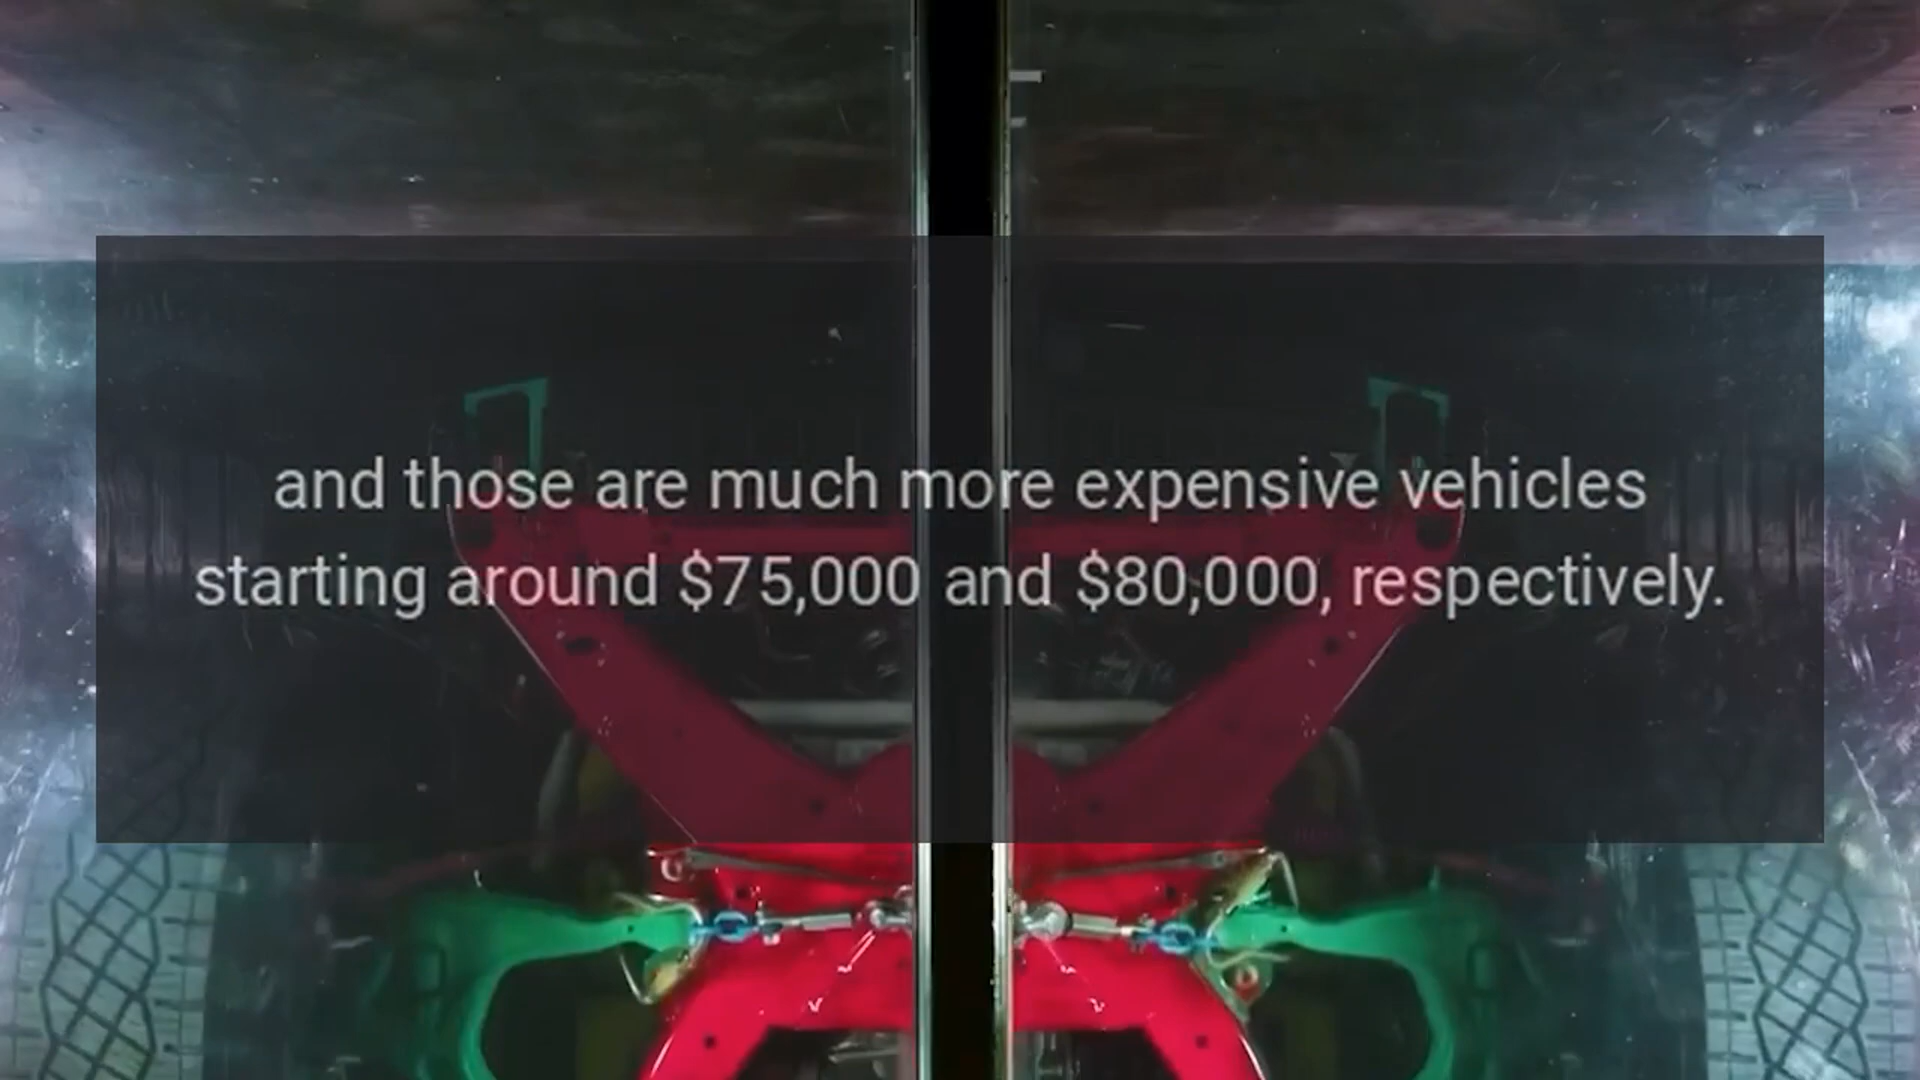 and those are much more expensive vehicles
starting around $75,000 and $80,000, respectively.